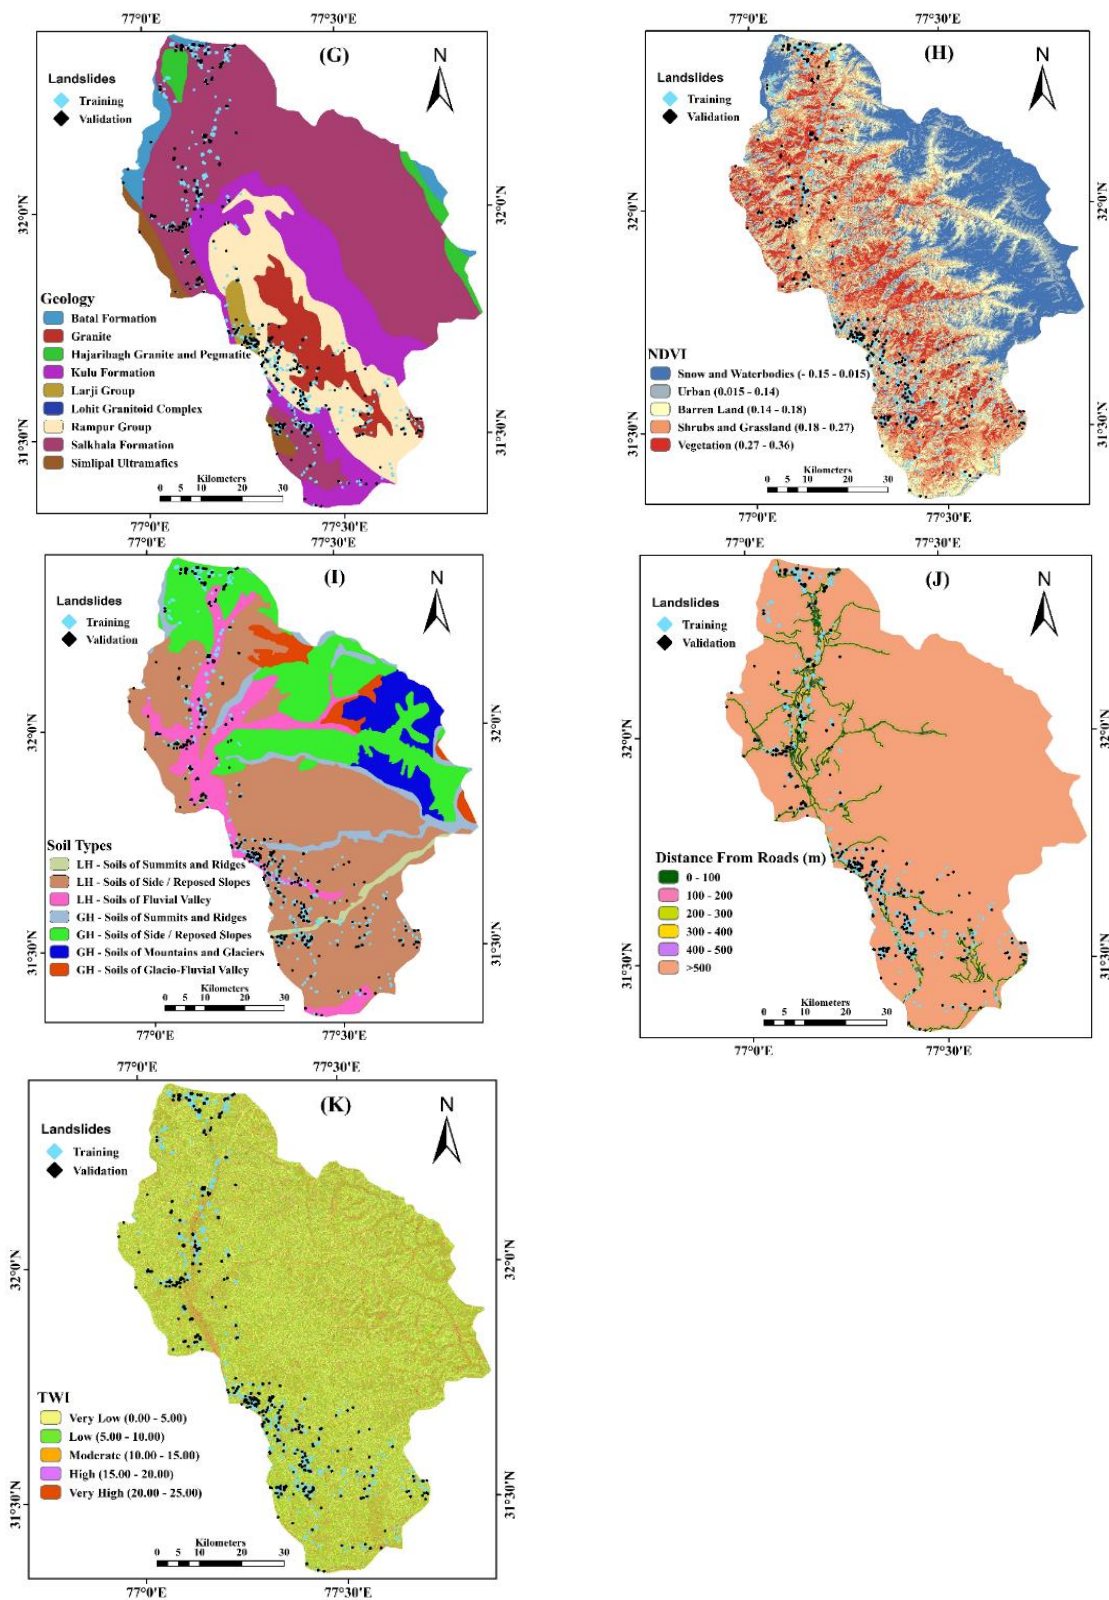 77°0'E 77°30'E
(G)
N
Landslides
Training
Validation
32°0'N 32°0'N
Geology
Batal Formation
Granite
Hajaribagh Granite and Pegmatite
Kulu Formation
Larji Group
Lohit Granitoid Complex
Rampur Group
Salkhala Formation
Simlipal Ultramafics
31°30'N 31°30'N
Kilometers
0 5 10 20 30
77°0'E 77°30'E
77°0'E 77°30'E
(H)
N
Landslides
Training
Validation
32°0'N 32°0'N
NDVI
Snow and Waterbodies (- 0.15 - 0.015)
Urban (0.015 - 0.14)
Barren Land (0.14 - 0.18)
Shrubs and Grassland (0.18 - 0.27)
Vegetation (0.27 - 0.36)
31°30'N 31°30'N
Kilometers
0 5 10 20 30
77°0'E 77°30'E
77°0'E 77°30'E
(I)
N
Landslides
Training
Validation
32°0'N 32°0'N
Soil Types
LH - Soils of Summits and Ridges
LH - Soils of Side / Reposed Slopes
LH - Soils of Fluvial Valley
GH - Soils of Summits and Ridges
GH - Soils of Side / Reposed Slopes
GH - Soils of Mountains and Glaciers
GH - Soils of Glacio-Fluvial Valley
31°30'N 31°30'N
Kilometers
0 5 10 20 30
77°0'E 77°30'E
77°0'E 77°30'E
(J)
N
Landslides
Training
Validation
32°0'N 32°0'N
Distance From Roads (m)
0 - 100
100 - 200
200 - 300
300 - 400
400 - 500
>500
31°30'N 31°30'N
Kilometers
0 5 10 20 30
77°0'E 77°30'E
77°0'E 77°30'E
(K)
N
Landslides
Training
Validation
32°0'N 32°0'N
TWI
Very Low (0.00 - 5.00)
Low (5.00 - 10.00)
Moderate (10.00 - 15.00)
High (15.00 - 20.00)
Very High (20.00 - 25.00)
31°30'N 31°30'N
Kilometers
0 5 10 20 30
77°0'E 77°30'E